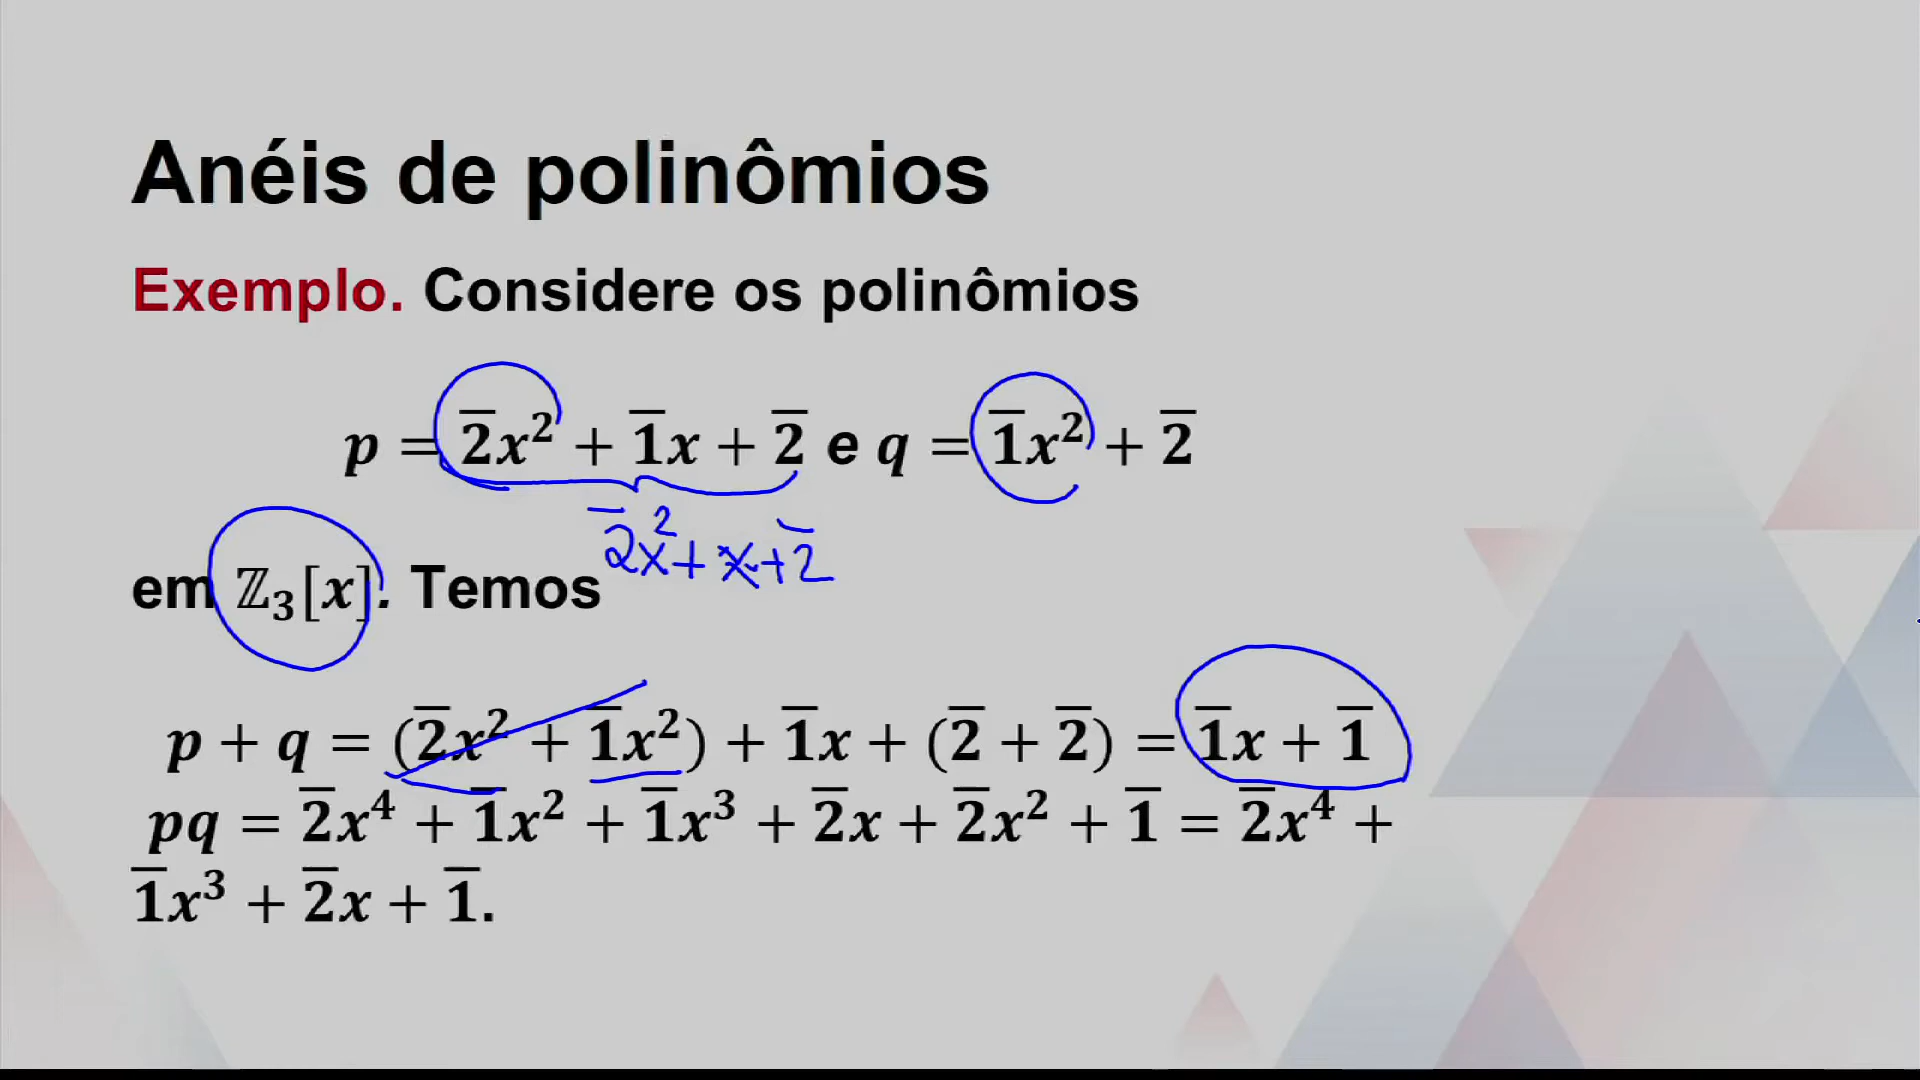 Anéis de polinômios
Exemplo. Considere os polinômios
p = 2̅x² + 1̅x + 2̅ e q = 1̅x² + 2̅
2̅x² + x + 2̅
em ℤ₃[x]. Temos
p + q = (2̅x² + 1̅x²) + 1̅x + (2̅ + 2̅) = 1̅x + 1̅
pq = 2̅x⁴ + 1̅x² + 1̅x³ + 2̅x + 2̅x² + 1̅ = 2̅x⁴ +
1̅x³ + 2̅x + 1̅.